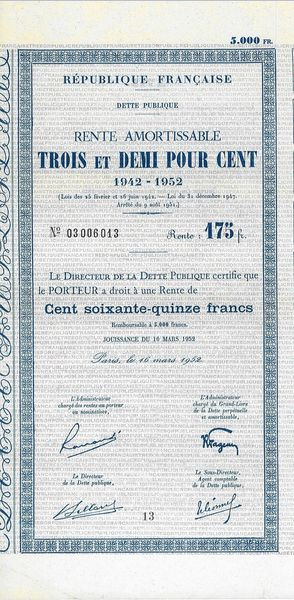 5.000 FR.
RÉPUBLIQUE FRANÇAISE
DETTE PUBLIQUE
RENTE AMORTISSABLE
TROIS ET DEMI POUR CENT
1942 - 1952
(Lois des 25 février et 26 juin 1942. — Loi du 31 décembre 1947.
Arrêté du 9 août 1951.)
Nº 03006013 Rente : 175 fr.
LE DIRECTEUR DE LA DETTE PUBLIQUE certifie que
le PORTEUR a droit à une Rente de
Cent soixante-quinze francs
Remboursable à 5.000 francs.
JOUISSANCE DU 16 MARS 1952
Paris, le 16 mars 1952
L'Administrateur
chargé des rentes au porteur
ou nominatives,
L'Administrateur
chargé du Grand-Livre
de la Dette perpétuelle
et amortissable,
Le Directeur
de la Dette publique,
Le Sous-Directeur,
Agent comptable
de la Dette publique,
13